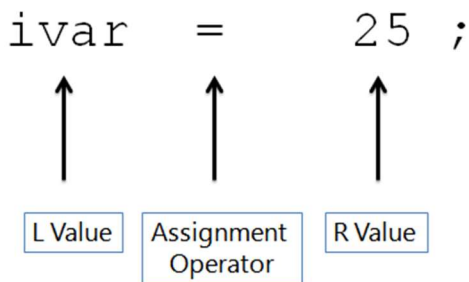 ivar = 25 ;
L Value
Assignment
Operator
R Value